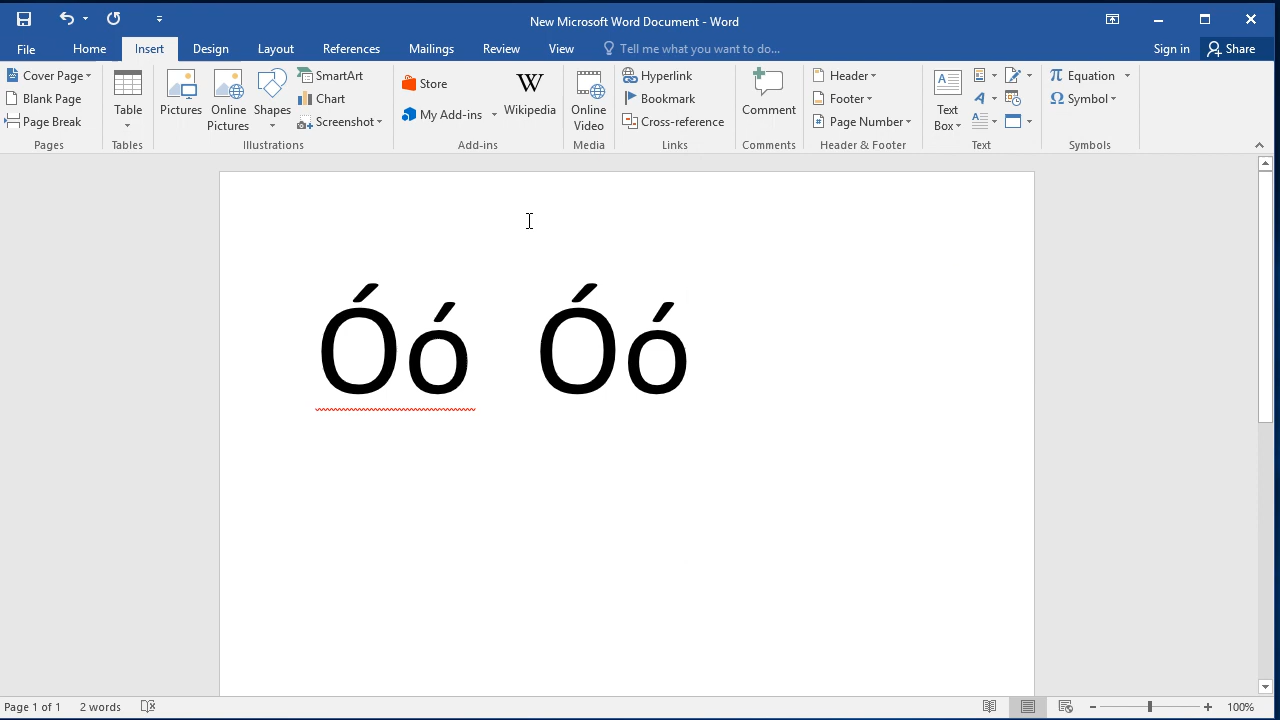 New Microsoft Word Document - Word
File Home Insert Design Layout References Mailings Review View Tell me what you want to do... Sign in Share
Cover Page SmartArt Hyperlink Header Equation
Store
Blank Page Chart Bookmark Footer Symbol
Table Pictures Online Pictures Shapes Wikipedia Online Video Comment Text Box
My Add-ins
Page Break Screenshot Cross-reference Page Number
Pages Tables Illustrations Add-ins Media Links Comments Header & Footer Text Symbols
Óó Óó
Page 1 of 1 2 words 100%